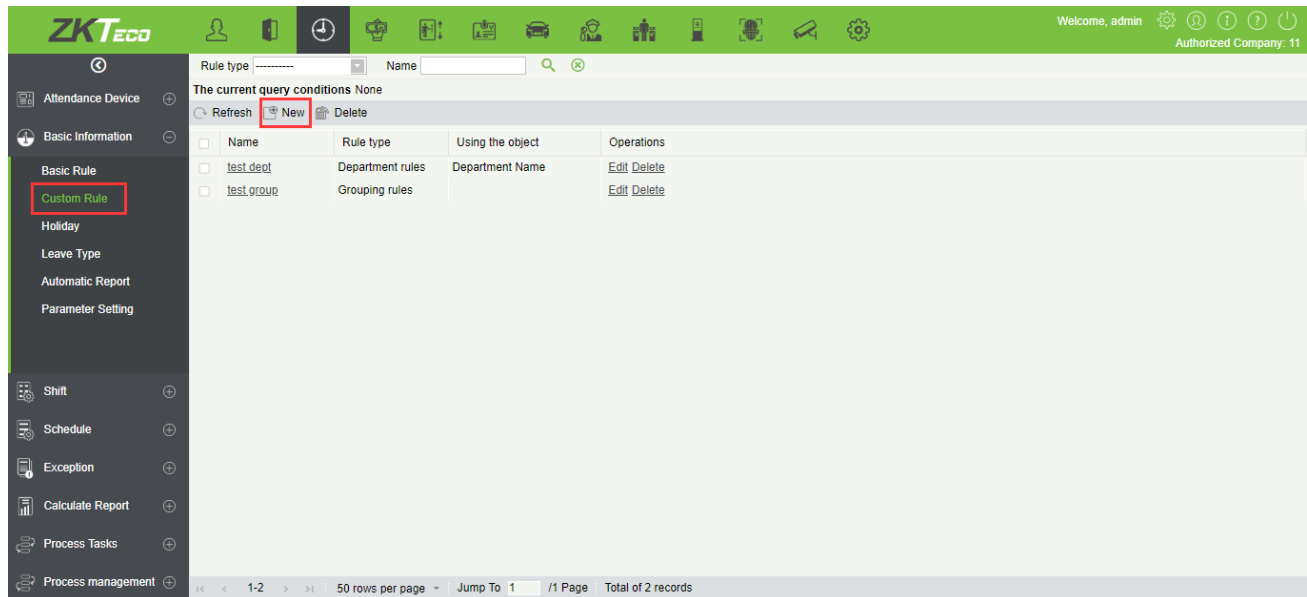 ZKTECO
Welcome, admin
Authorized Company: 11
Rule type ---------- Name
The current query conditions None
Refresh New Delete
Name Rule type Using the object Operations
test dept Department rules Department Name Edit Delete
test group Grouping rules Edit Delete
Attendance Device
Basic Information
Basic Rule
Custom Rule
Holiday
Leave Type
Automatic Report
Parameter Setting
Shift
Schedule
Exception
Calculate Report
Process Tasks
Process management
1-2 50 rows per page Jump To 1 /1 Page Total of 2 records